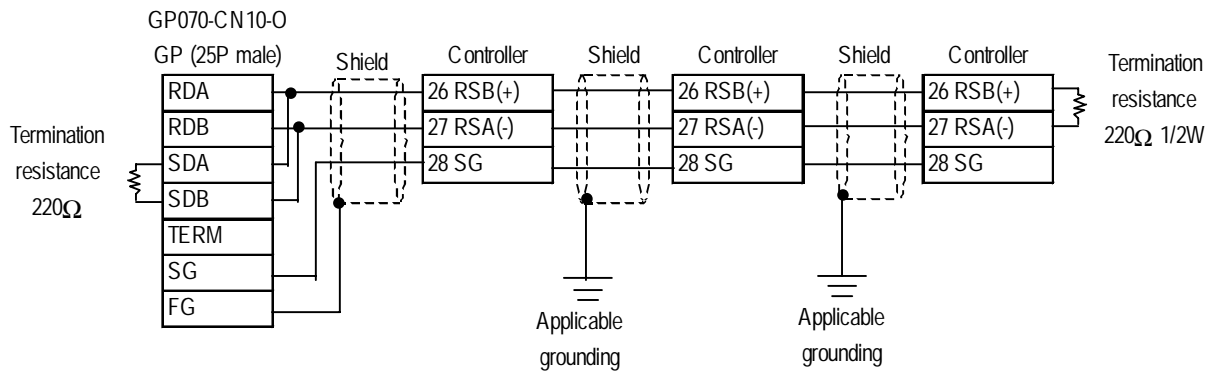 GP070-CN10-O
GP (25P male)
Shield
Controller
Shield
Controller
Shield
Controller
Termination
resistance
220Ω 1/2W
RDA
RDB
SDA
SDB
TERM
SG
FG
Termination
resistance
220Ω
26 RSB(+)
27 RSA(-)
28 SG
26 RSB(+)
27 RSA(-)
28 SG
26 RSB(+)
27 RSA(-)
28 SG
Applicable
grounding
Applicable
grounding